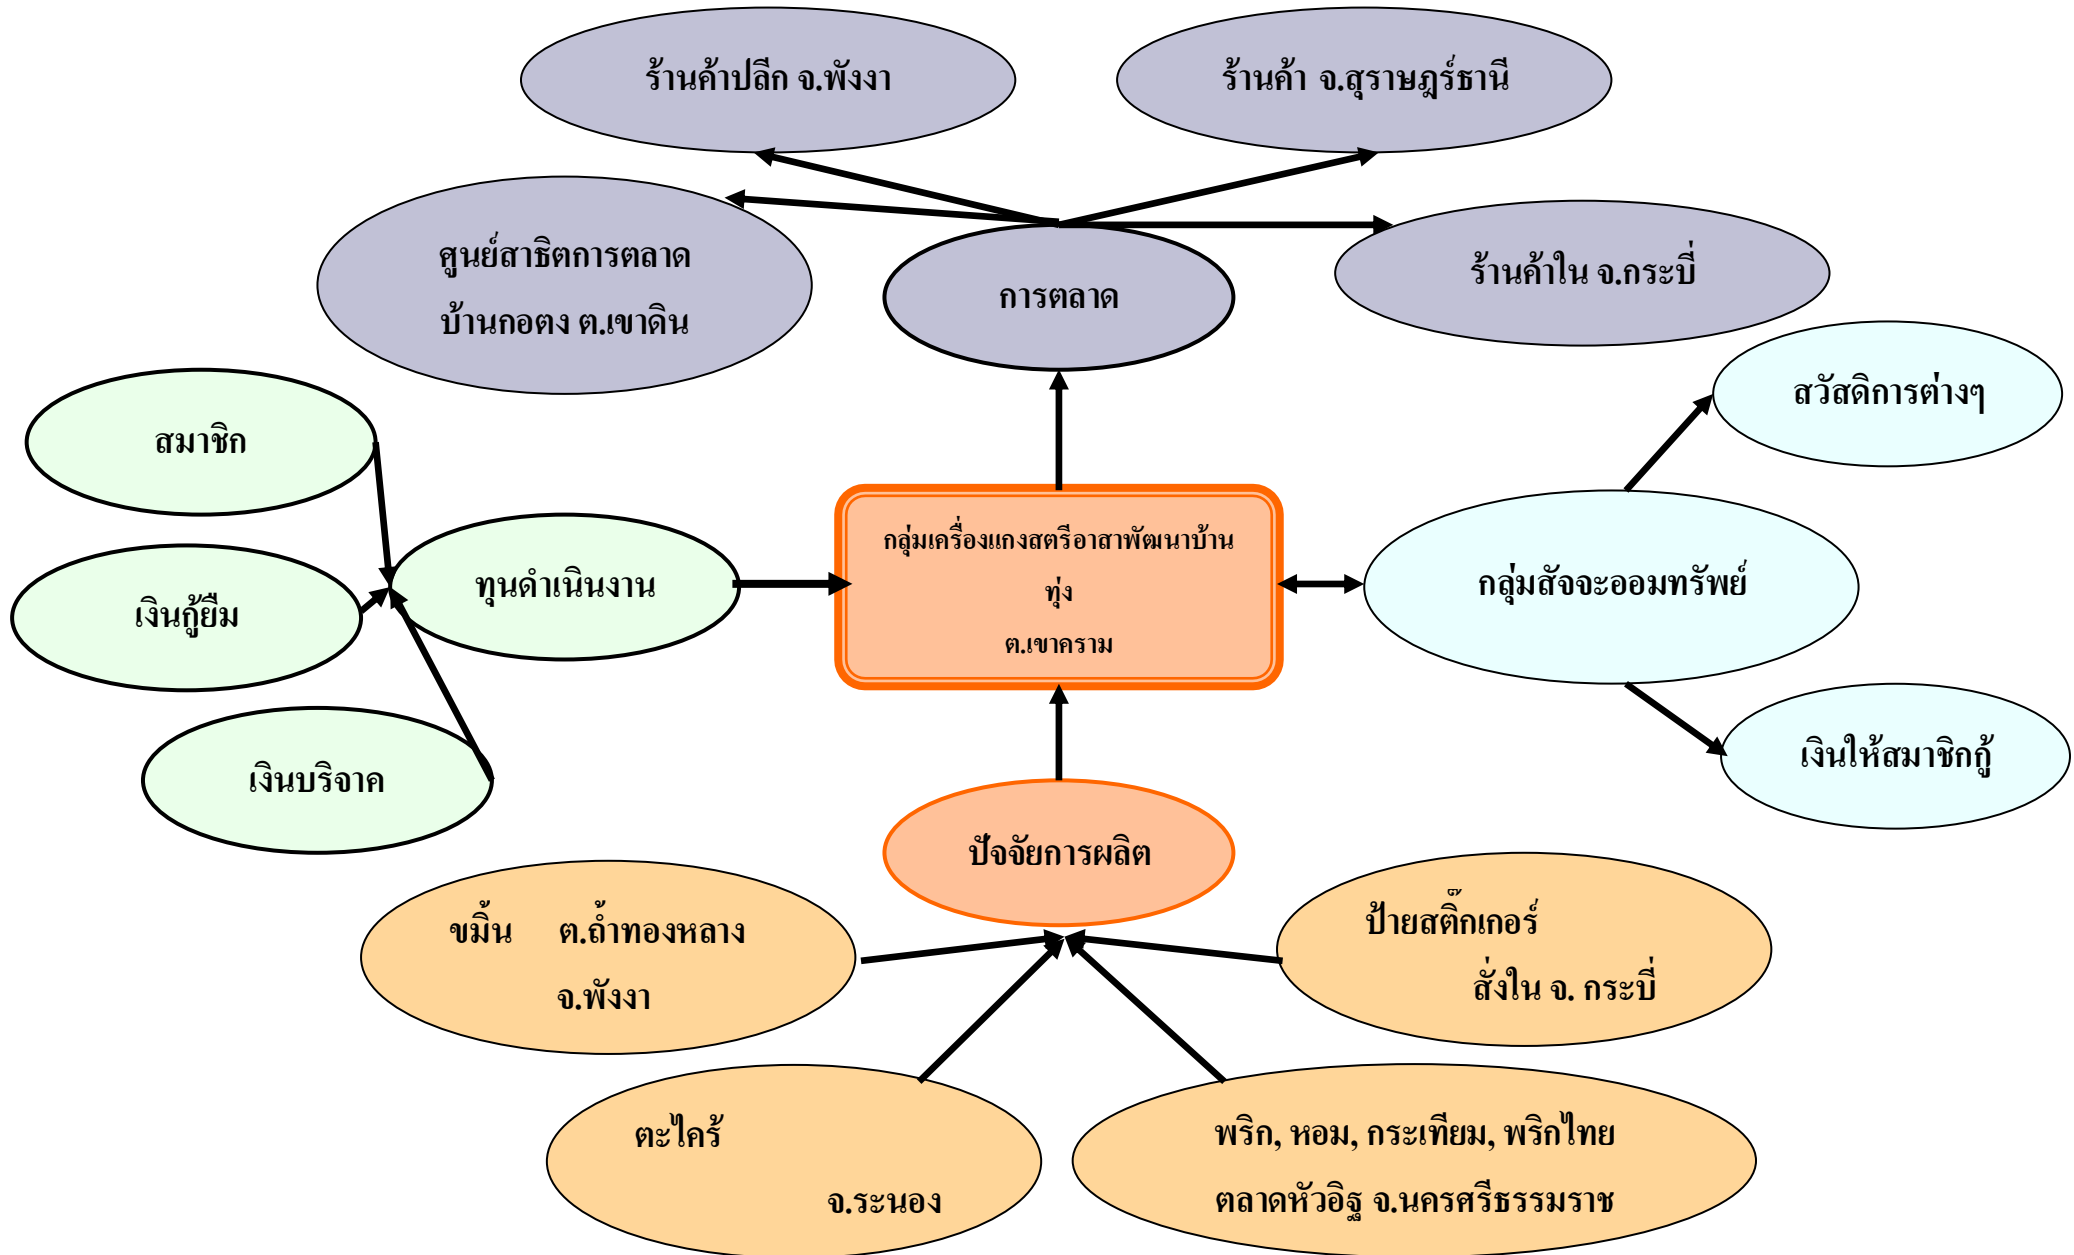 ร้านค้าปลีก จ.พังงา
ร้านค้า จ.สุราษฎร์ธานี
ศูนย์สาธิตการตลาด
บ้านกอตง ต.เขาดิน
การตลาด
ร้านค้าใน จ.กระบี่
สวัสดิการต่างๆ
สมาชิก
เงินกู้ยืม
เงินบริจาค
ทุนดำเนินงาน
กลุ่มเครื่องแกงสตรีอาสาพัฒนาบ้าน
ทุ่ง
ต.เขาคราม
กลุ่มสัจจะออมทรัพย์
เงินให้สมาชิกกู้
ปัจจัยการผลิต
ขมิ้น ต.ถ้ำทองหลาง
จ.พังงา
ป้ายสติ๊กเกอร์
สั่งใน จ. กระบี่
ตะไคร้
จ.ระนอง
พริก, หอม, กระเทียม, พริกไทย
ตลาดหัวอิฐ จ.นครศรีธรรมราช